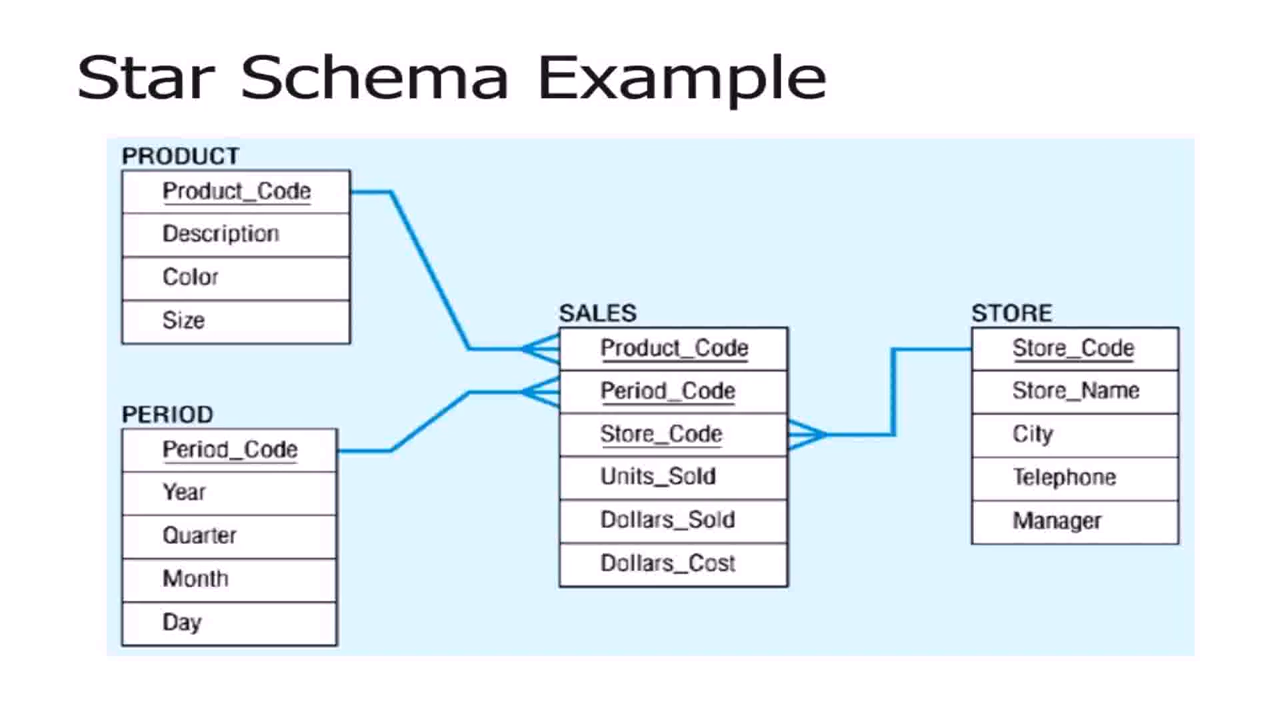 Star Schema Example
PRODUCT
Product_Code
Description
Color
Size
PERIOD
Period_Code
Year
Quarter
Month
Day
SALES
Product_Code
Period_Code
Store_Code
Units_Sold
Dollars_Sold
Dollars_Cost
STORE
Store_Code
Store_Name
City
Telephone
Manager